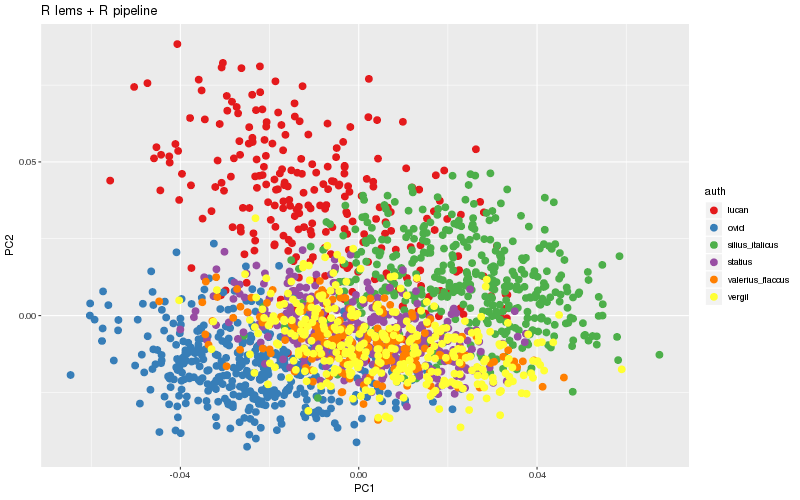 R lems + R pipeline
PC2
0.05
0.00
-0.04
0.00
0.04
PC1
auth
lucan
ovid
silius_italicus
statius
valerius_flaccus
vergil